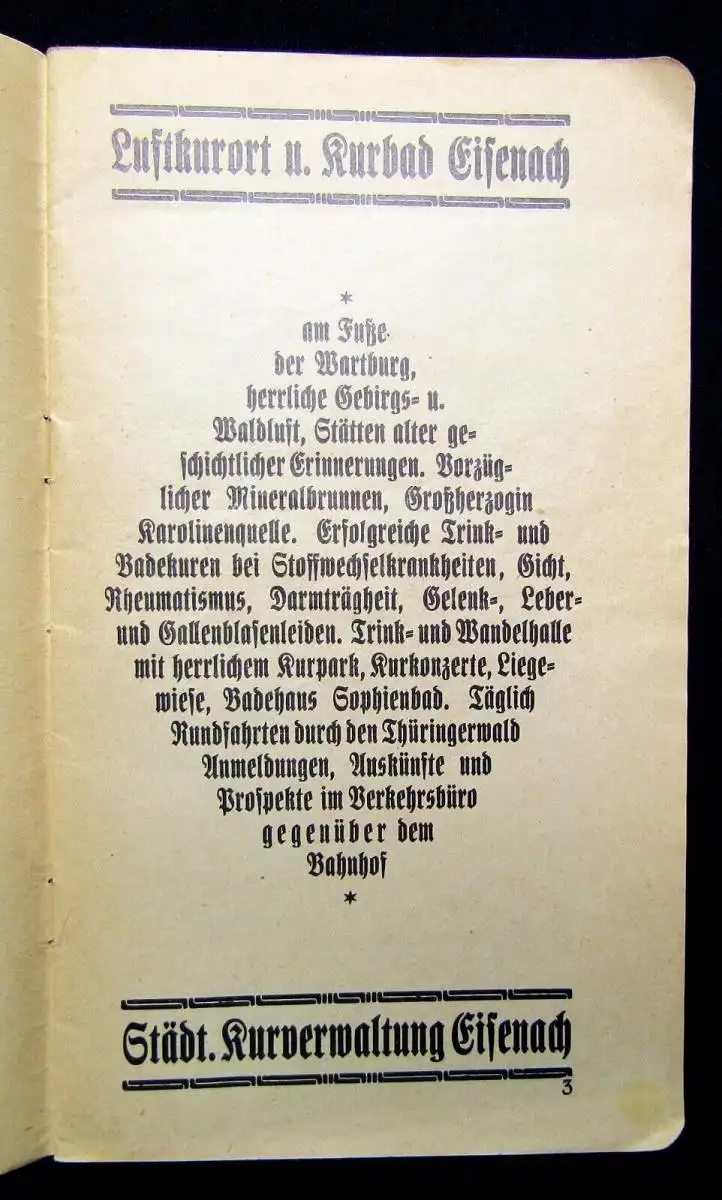 Luftkurort u. Kurbad Eisenach
*
am Fuße
der Wartburg,
herrliche Gebirgs- u.
Waldluft, Stätten alter ge-
schichtlicher Erinnerungen. Vorzüg-
licher Mineralbrunnen, Großherzogin
Karolinenquelle. Erfolgreiche Trink- und
Badekuren bei Stoffwechselkrankheiten, Gicht,
Rheumatismus, Darmträgheit, Gelenk-, Leber-
und Gallenblasenleiden. Trink- und Wandelhalle
mit herrlichem Kurpark, Kurkonzerte, Liege-
wiese, Badehaus Sophienbad. Täglich
Rundfahrten durch den Thüringerwald
Anmeldungen, Auskünfte und
Prospekte im Verkehrsbüro
gegenüber dem
Bahnhof
*
Städt. Kurverwaltung Eisenach
3